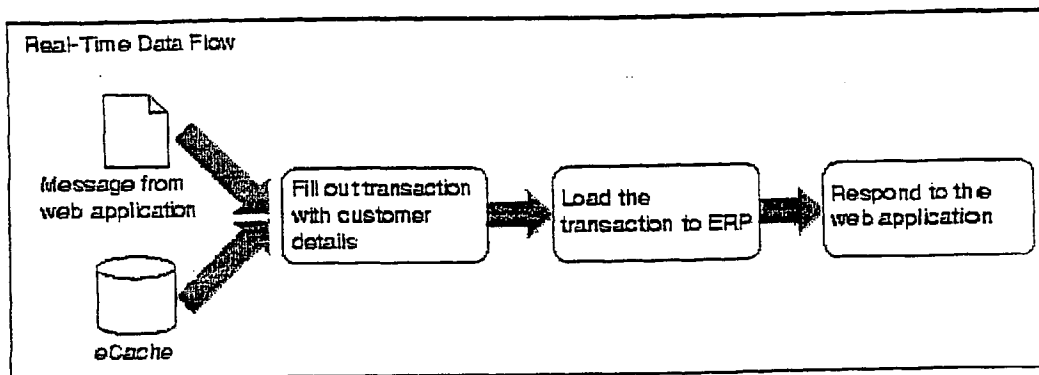 Real-Time Data Flow
Message from
web application
eCache
Fill out transaction
with customer
details
Load the
transaction to ERP
Respond to the
web application